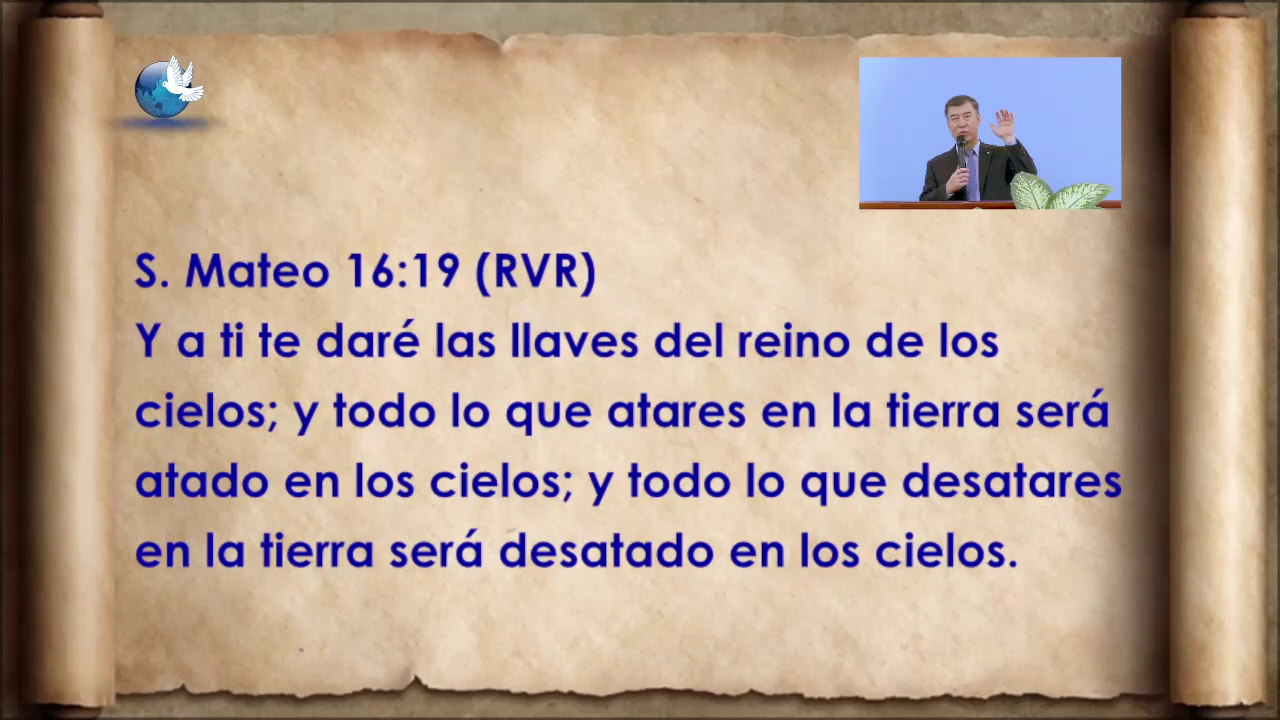 S. Mateo 16:19 (RVR)
Y a ti te daré las llaves del reino de los
cielos; y todo lo que atares en la tierra será
atado en los cielos; y todo lo que desatares
en la tierra será desatado en los cielos.